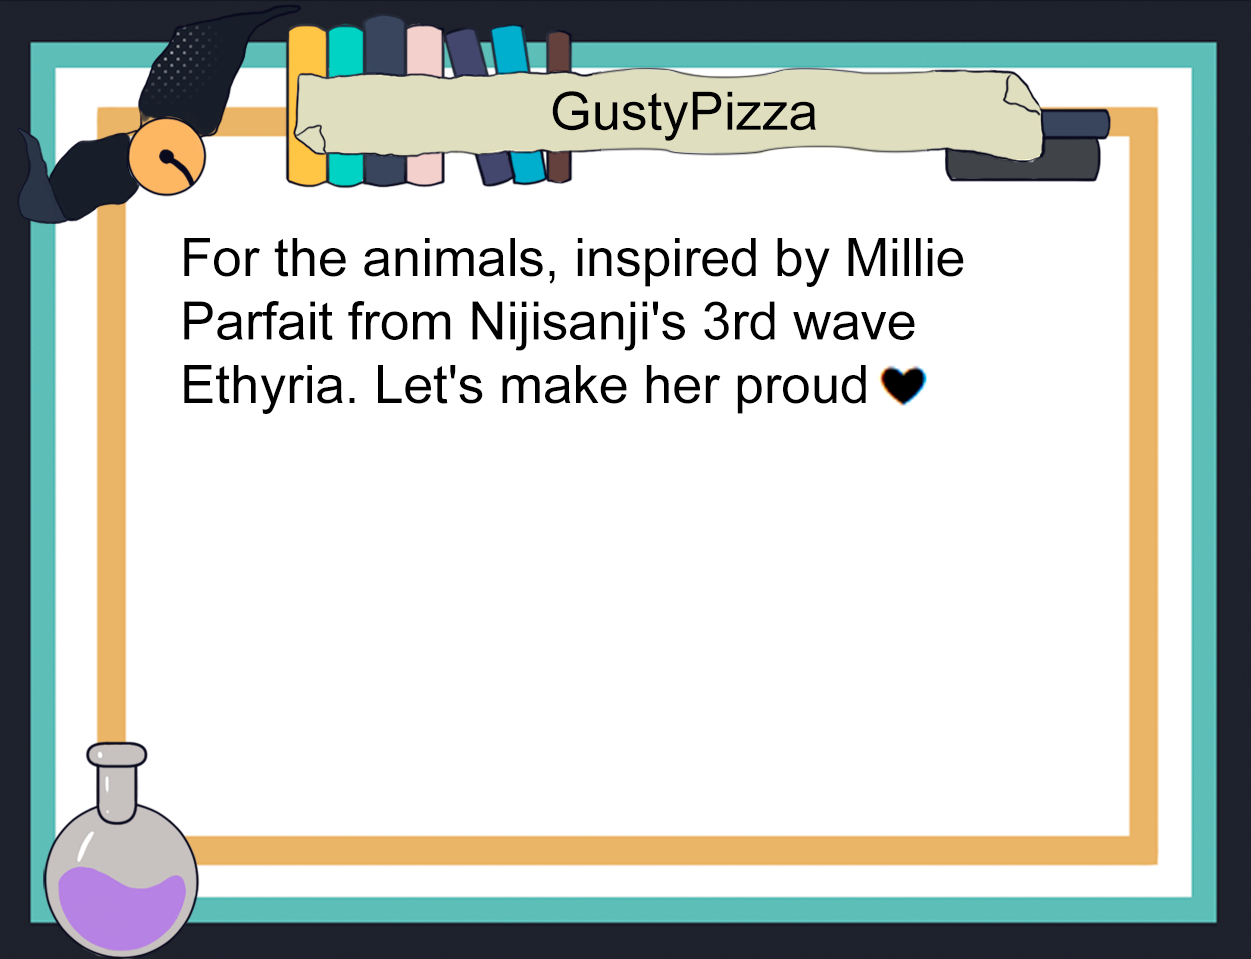 GustyPizza
For the animals, inspired by Millie
Parfait from Nijisanji's 3rd wave
Ethyria. Let's make her proud 🖤